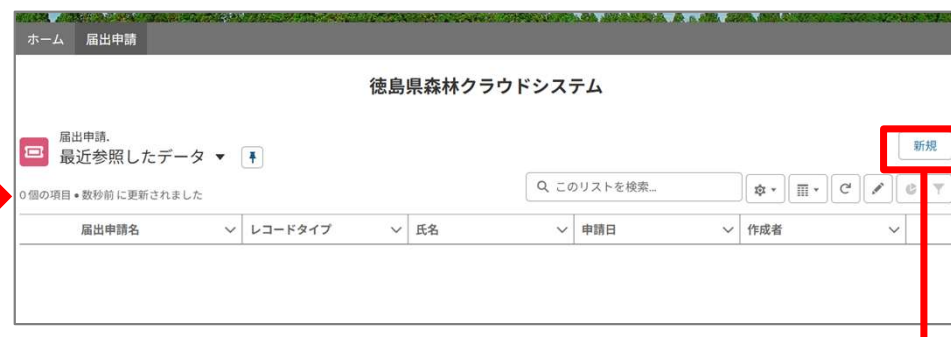 ホーム 届出申請
徳島県森林クラウドシステム
届出申請.
最近参照したデータ
新規
0個の項目•数秒前に更新されました
このリストを検索...
届出申請名 レコードタイプ 氏名 申請日 作成者